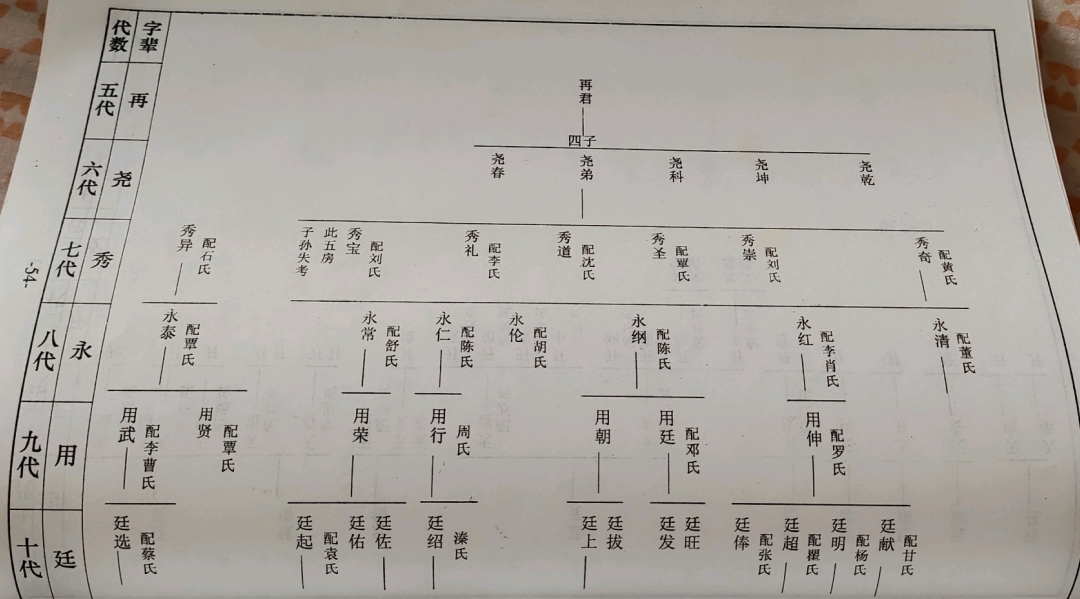 代数 字辈
五代 再
六代 尧
七代 秀
八代 永
九代 用
十代 廷
-54-
再君
四子
尧春 尧弟 尧科 尧坤 尧乾
秀异 配石氏 子孙失考 此五房 秀宝 配刘氏 秀礼 配李氏 秀道 配沈氏 秀圣 配覃氏 秀崇 配刘氏 秀奇 配黄氏
永泰 配覃氏 永常 配舒氏 永仁 配陈氏 永伦 配胡氏 永纲 配陈氏 永红 配李肖氏 永清 配董氏
用武 配李曹氏 用贤 配覃氏 用荣 用行 周氏 用朝 用廷 配邓氏 用伸 配罗氏
廷选 配蔡氏 廷起 配袁氏 廷佑 廷佐 廷绍 溱氏 廷上 廷拔 廷发 廷旺 廷俸 配张氏 廷超 配瞿氏 廷明 配杨氏 廷献 配甘氏